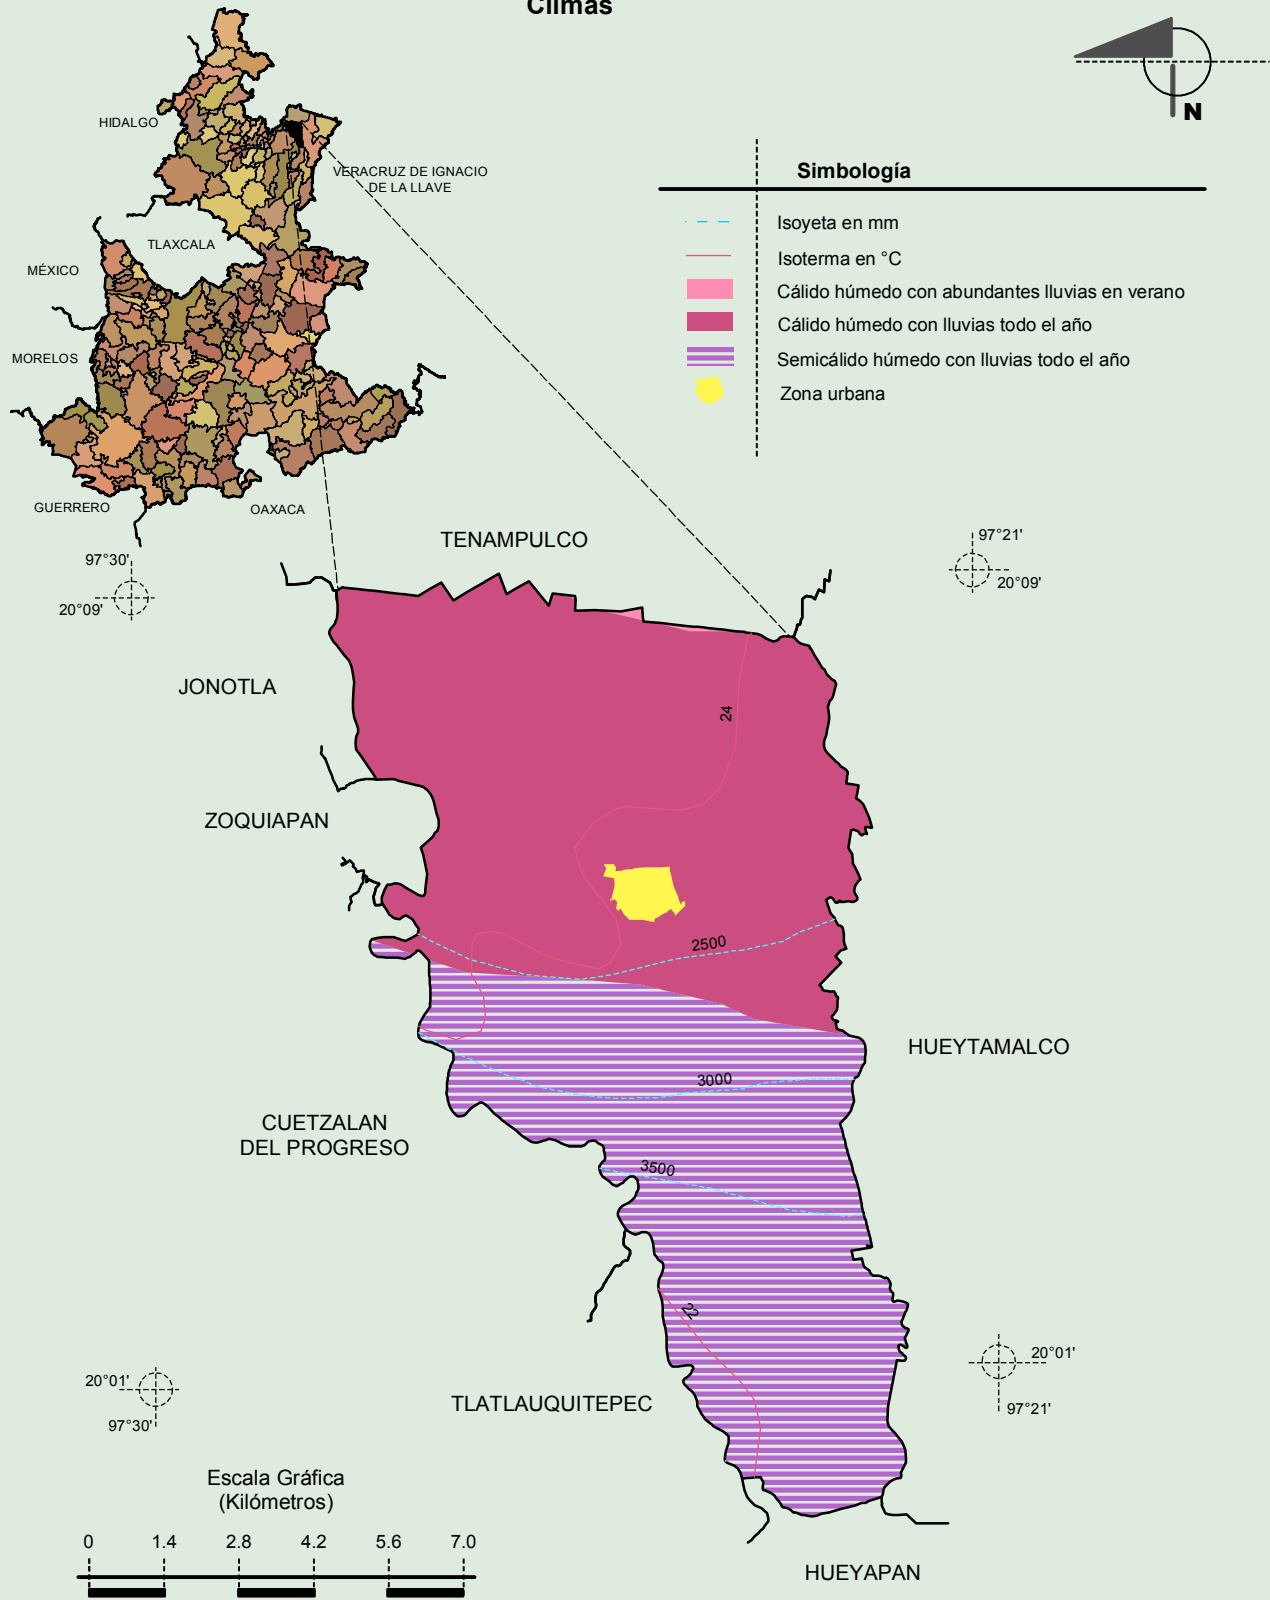 Climas
HIDALGO
VERACRUZ DE IGNACIO
DE LA LLAVE
TLAXCALA
MÉXICO
MORELOS
GUERRERO
OAXACA
N
Simbología
Isoyeta en mm
Isoterma en °C
Cálido húmedo con abundantes lluvias en verano
Cálido húmedo con lluvias todo el año
Semicálido húmedo con lluvias todo el año
Zona urbana
97°30'
20°09'
TENAMPULCO
97°21'
20°09'
JONOTLA
24
ZOQUIAPAN
2500
HUEYTAMALCO
3000
CUETZALAN
DEL PROGRESO
3500
22
20°01'
97°30'
TLATLAUQUITEPEC
20°01'
97°21'
Escala Gráfica
(Kilómetros)
0 1.4 2.8 4.2 5.6 7.0
HUEYAPAN